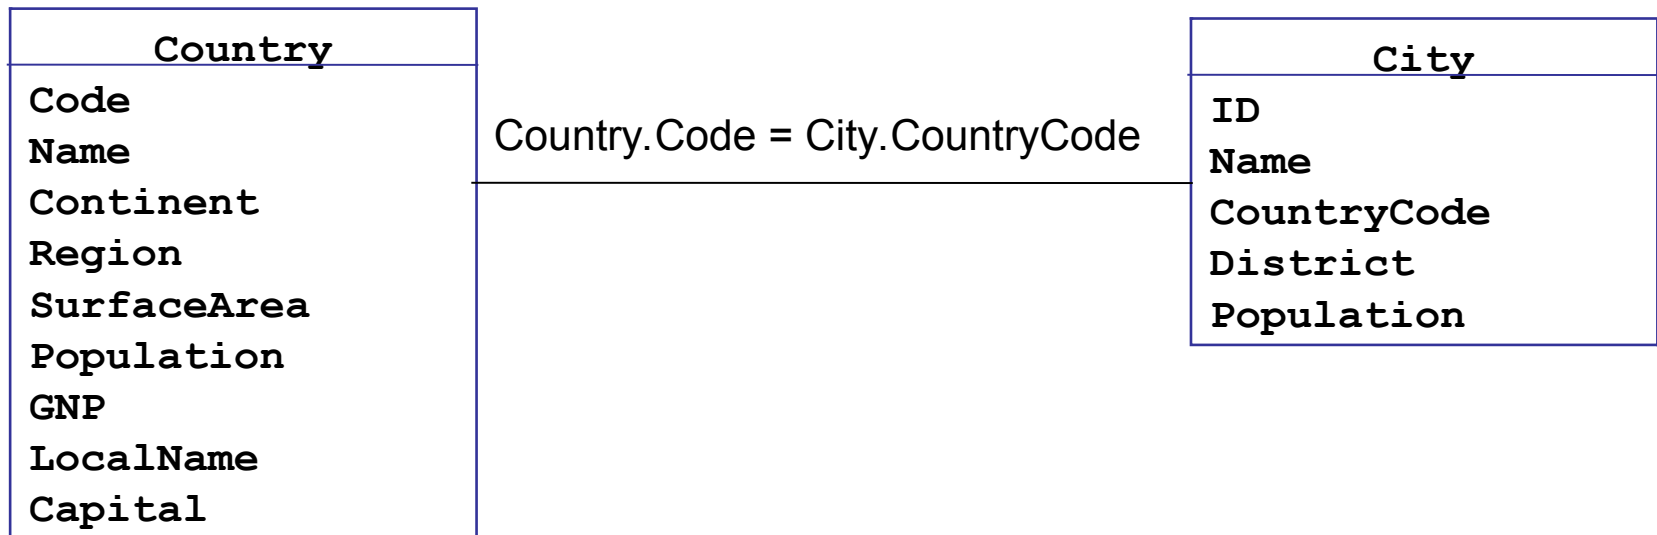 Country
Code
Name
Continent
Region
SurfaceArea
Population
GNP
LocalName
Capital
Country.Code = City.CountryCode
City
ID
Name
CountryCode
District
Population